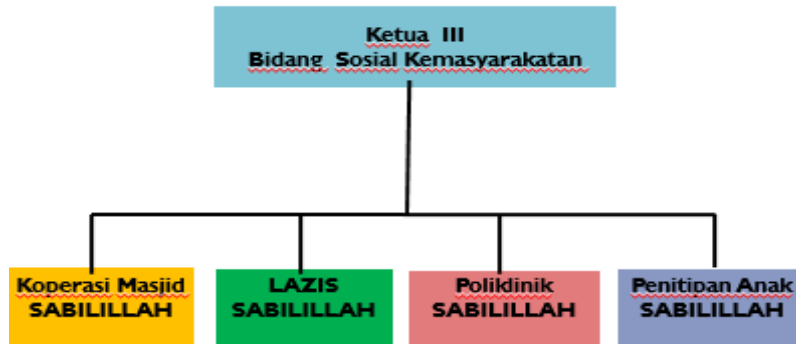 Ketua III
Bidang Sosial Kemasyarakatan
Koperasi Masjid
SABILILLAH
LAZIS
SABILILLAH
Poliklinik
SABILILLAH
Penitipan Anak
SABILILLAH